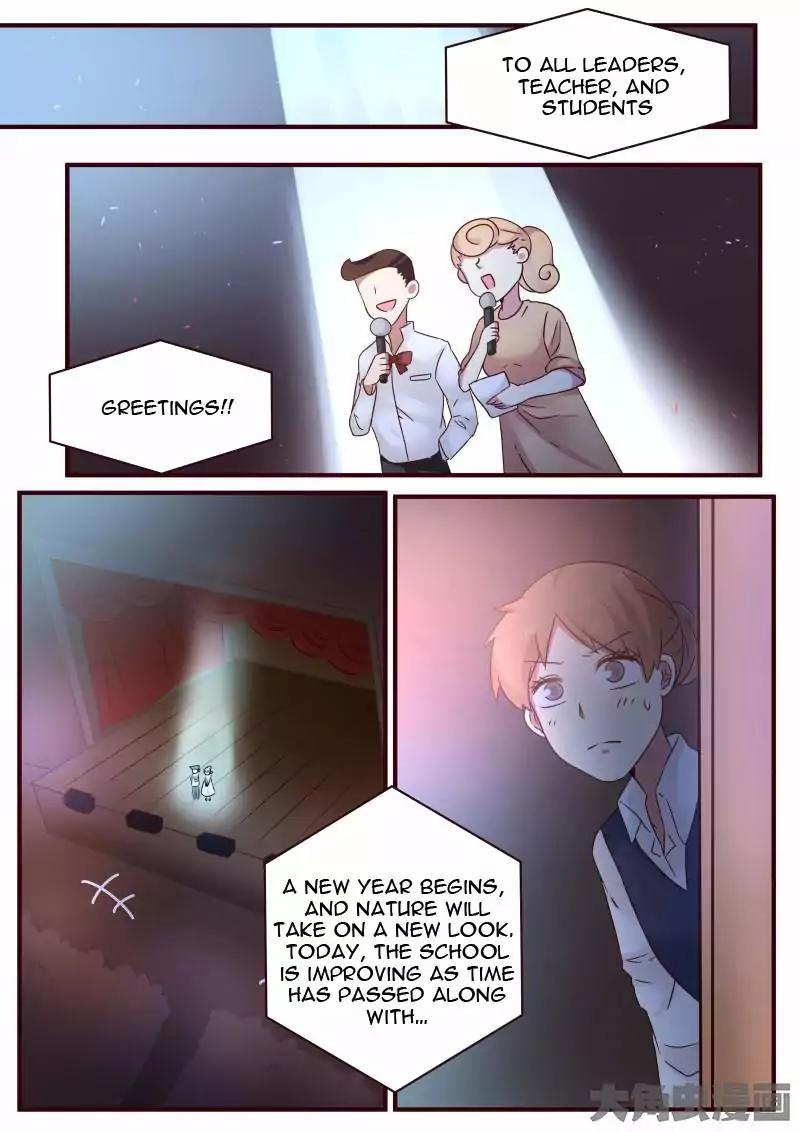 TO ALL LEADERS,
TEACHER, AND
STUDENTS
GREETINGS!!
A NEW YEAR BEGINS,
AND NATURE WILL
TAKE ON A NEW LOOK.
TODAY, THE SCHOOL
IS IMPROVING AS TIME
HAS PASSED ALONG
WITH...
大角虫漫画